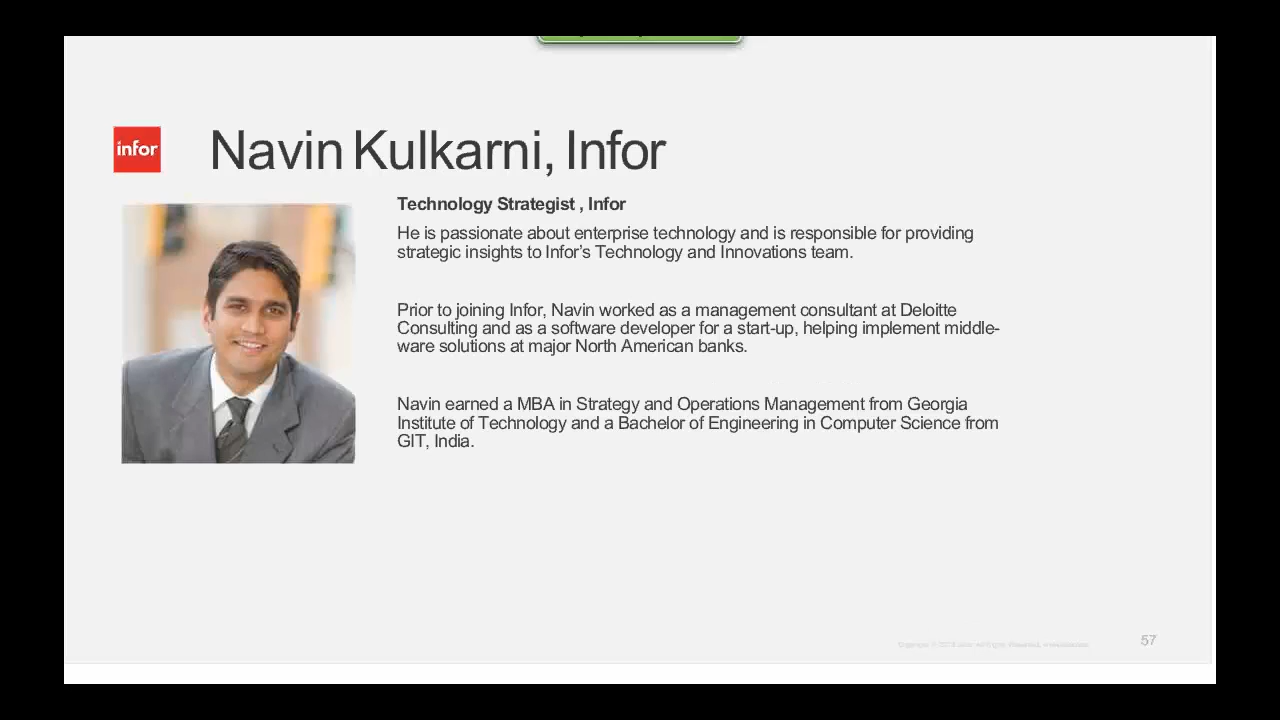 infor
Navin Kulkarni, Infor
Technology Strategist , Infor
He is passionate about enterprise technology and is responsible for providing
strategic insights to Infor's Technology and Innovations team.
Prior to joining Infor, Navin worked as a management consultant at Deloitte
Consulting and as a software developer for a start-up, helping implement middle-
ware solutions at major North American banks.
Navin earned a MBA in Strategy and Operations Management from Georgia
Institute of Technology and a Bachelor of Engineering in Computer Science from
GIT, India.
57